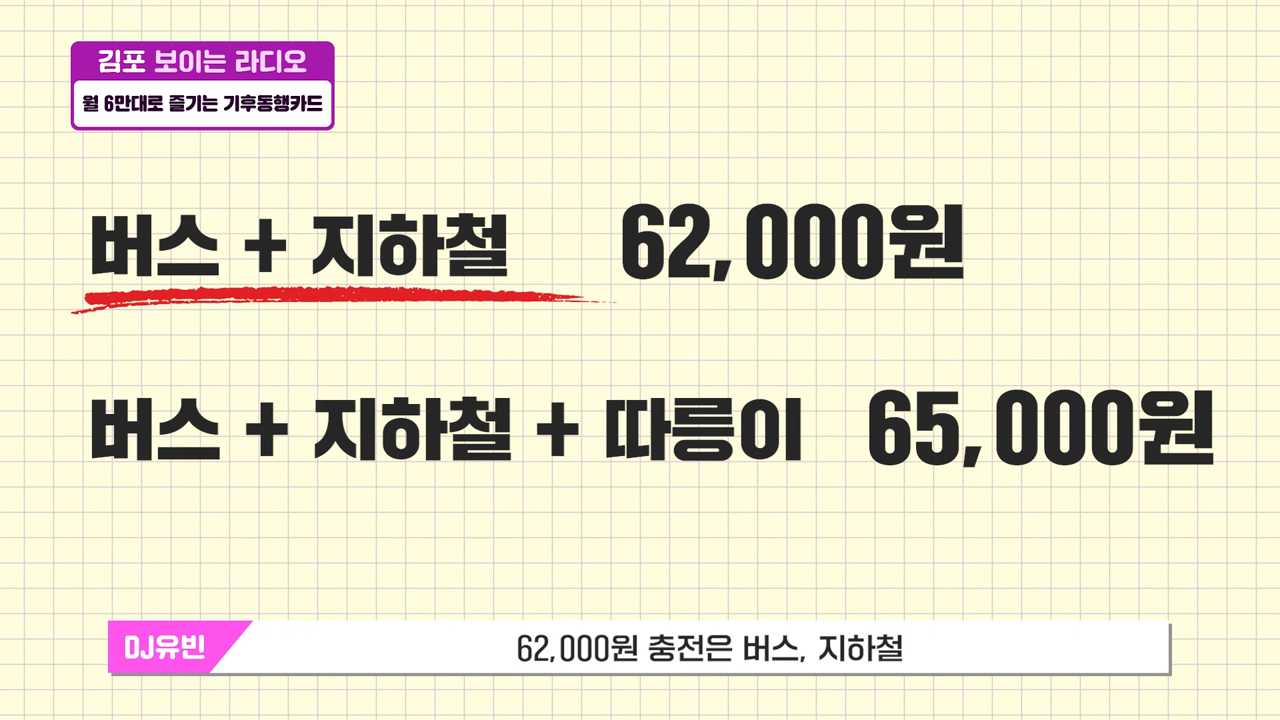 김포 보이는 라디오
월 6만대로 즐기는 기후동행카드
버스 + 지하철 62,000원
버스 + 지하철 + 따릉이 65,000원
DJ유빈 62,000원 충전은 버스, 지하철